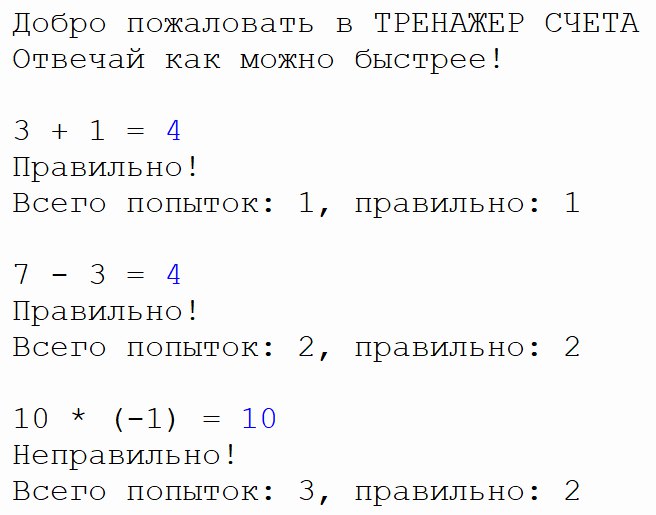 Добро пожаловать в ТРЕНАЖЕР СЧЕТА
Отвечай как можно быстрее!
3 + 1 = 4
Правильно!
Всего попыток: 1, правильно: 1
7 - 3 = 4
Правильно!
Всего попыток: 2, правильно: 2
10 * (-1) = 10
Неправильно!
Всего попыток: 3, правильно: 2